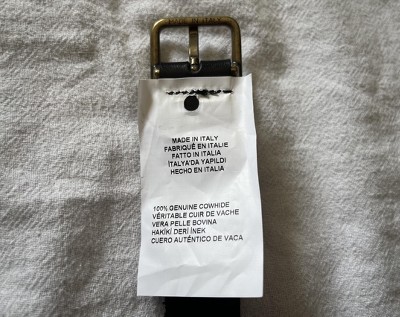 MADE IN ITALY
FABRIQUÉ EN ITALIE
FATTO IN ITALIA
İTALYA'DA YAPILDI
HECHO EN ITALIA
100% GENUINE COWHIDE
VÉRITABLE CUIR DE VACHE
VERA PELLE BOVINA
HAKİKİ DERİ İNEK
CUERO AUTÉNTICO DE VACA